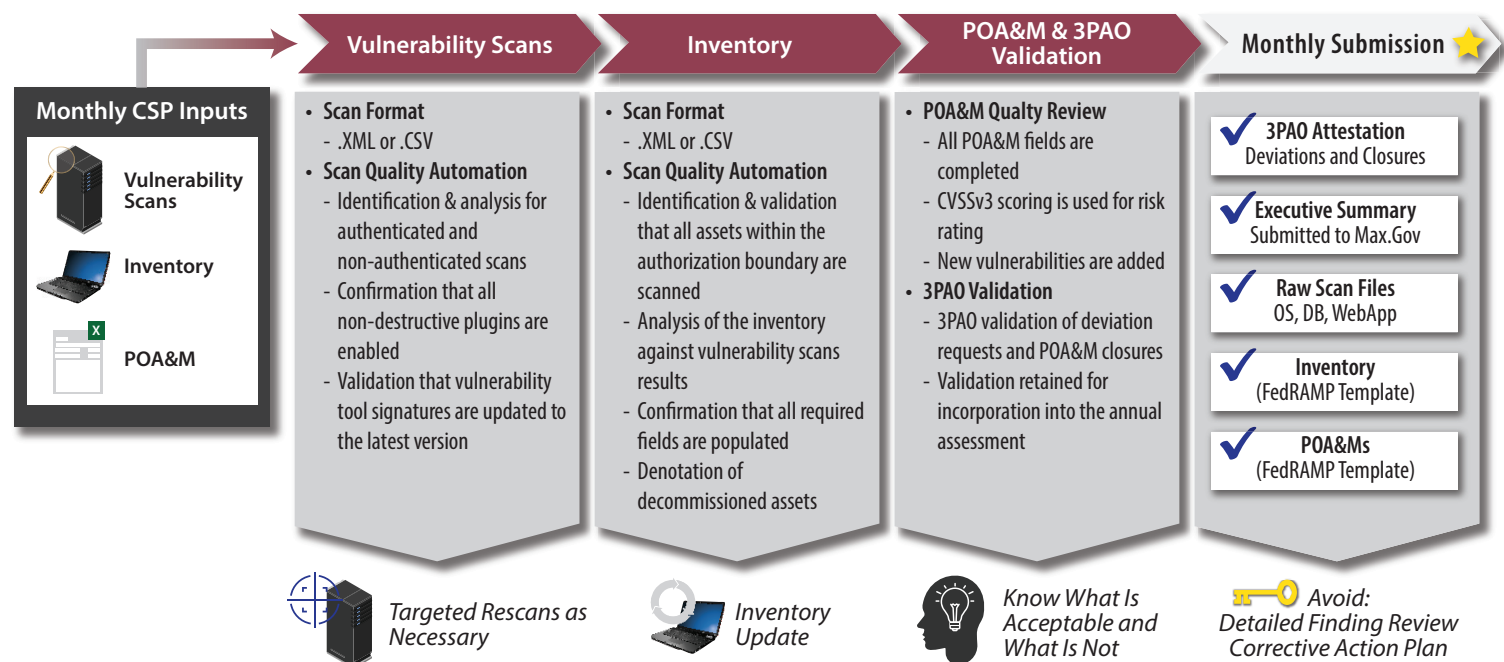 Monthly CSP Inputs
Vulnerability
Scans
Inventory
X
POA&M
Vulnerability Scans
• Scan Format
- .XML or .CSV
• Scan Quality Automation
- Identification & analysis for
authenticated and
non-authenticated scans
- Confirmation that all
non-destructive plugins are
enabled
- Validation that vulnerability
tool signatures are updated to
the latest version
Targeted Rescans as
Necessary
Inventory
• Scan Format
- .XML or .CSV
• Scan Quality Automation
- Identification & validation
that all assets within the
authorization boundary are
scanned
- Analysis of the inventory
against vulnerability scans
results
- Confirmation that all required
fields are populated
- Denotation of
decommissioned assets
Inventory
Update
POA&M & 3PAO
Validation
• POA&M Qualty Review
- All POA&M fields are
completed
- CVSSv3 scoring is used for risk
rating
- New vulnerabilities are added
• 3PAO Validation
- 3PAO validation of deviation
requests and POA&M closures
- Validation retained for
incorporation into the annual
assessment
Know What Is
Acceptable and
What Is Not
Monthly Submission
3PAO Attestation
Deviations and Closures
Executive Summary
Submitted to Max.Gov
Raw Scan Files
OS, DB, WebApp
Inventory
(FedRAMP Template)
POA&Ms
(FedRAMP Template)
Avoid:
Detailed Finding Review
Corrective Action Plan